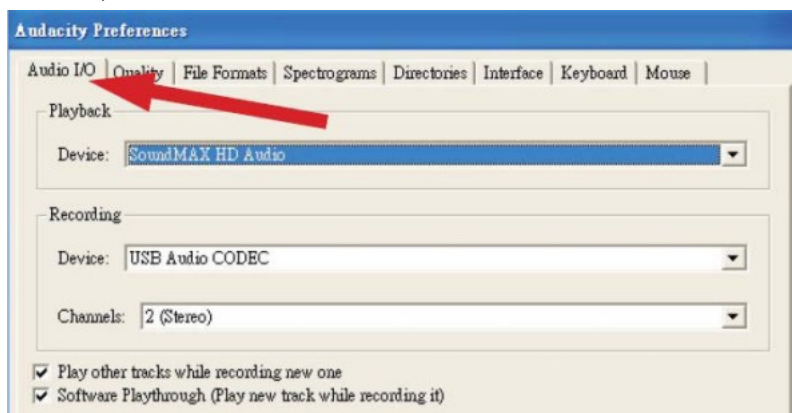 Audacity Preferences
Audio I/O Quality File Formats Spectrograms Directories Interface Keyboard Mouse
Playback
Device: SoundMAX HD Audio
Recording
Device: USB Audio CODEC
Channels: 2 (Stereo)
Play other tracks while recording new one
Software Playthrough (Play new track while recording it)